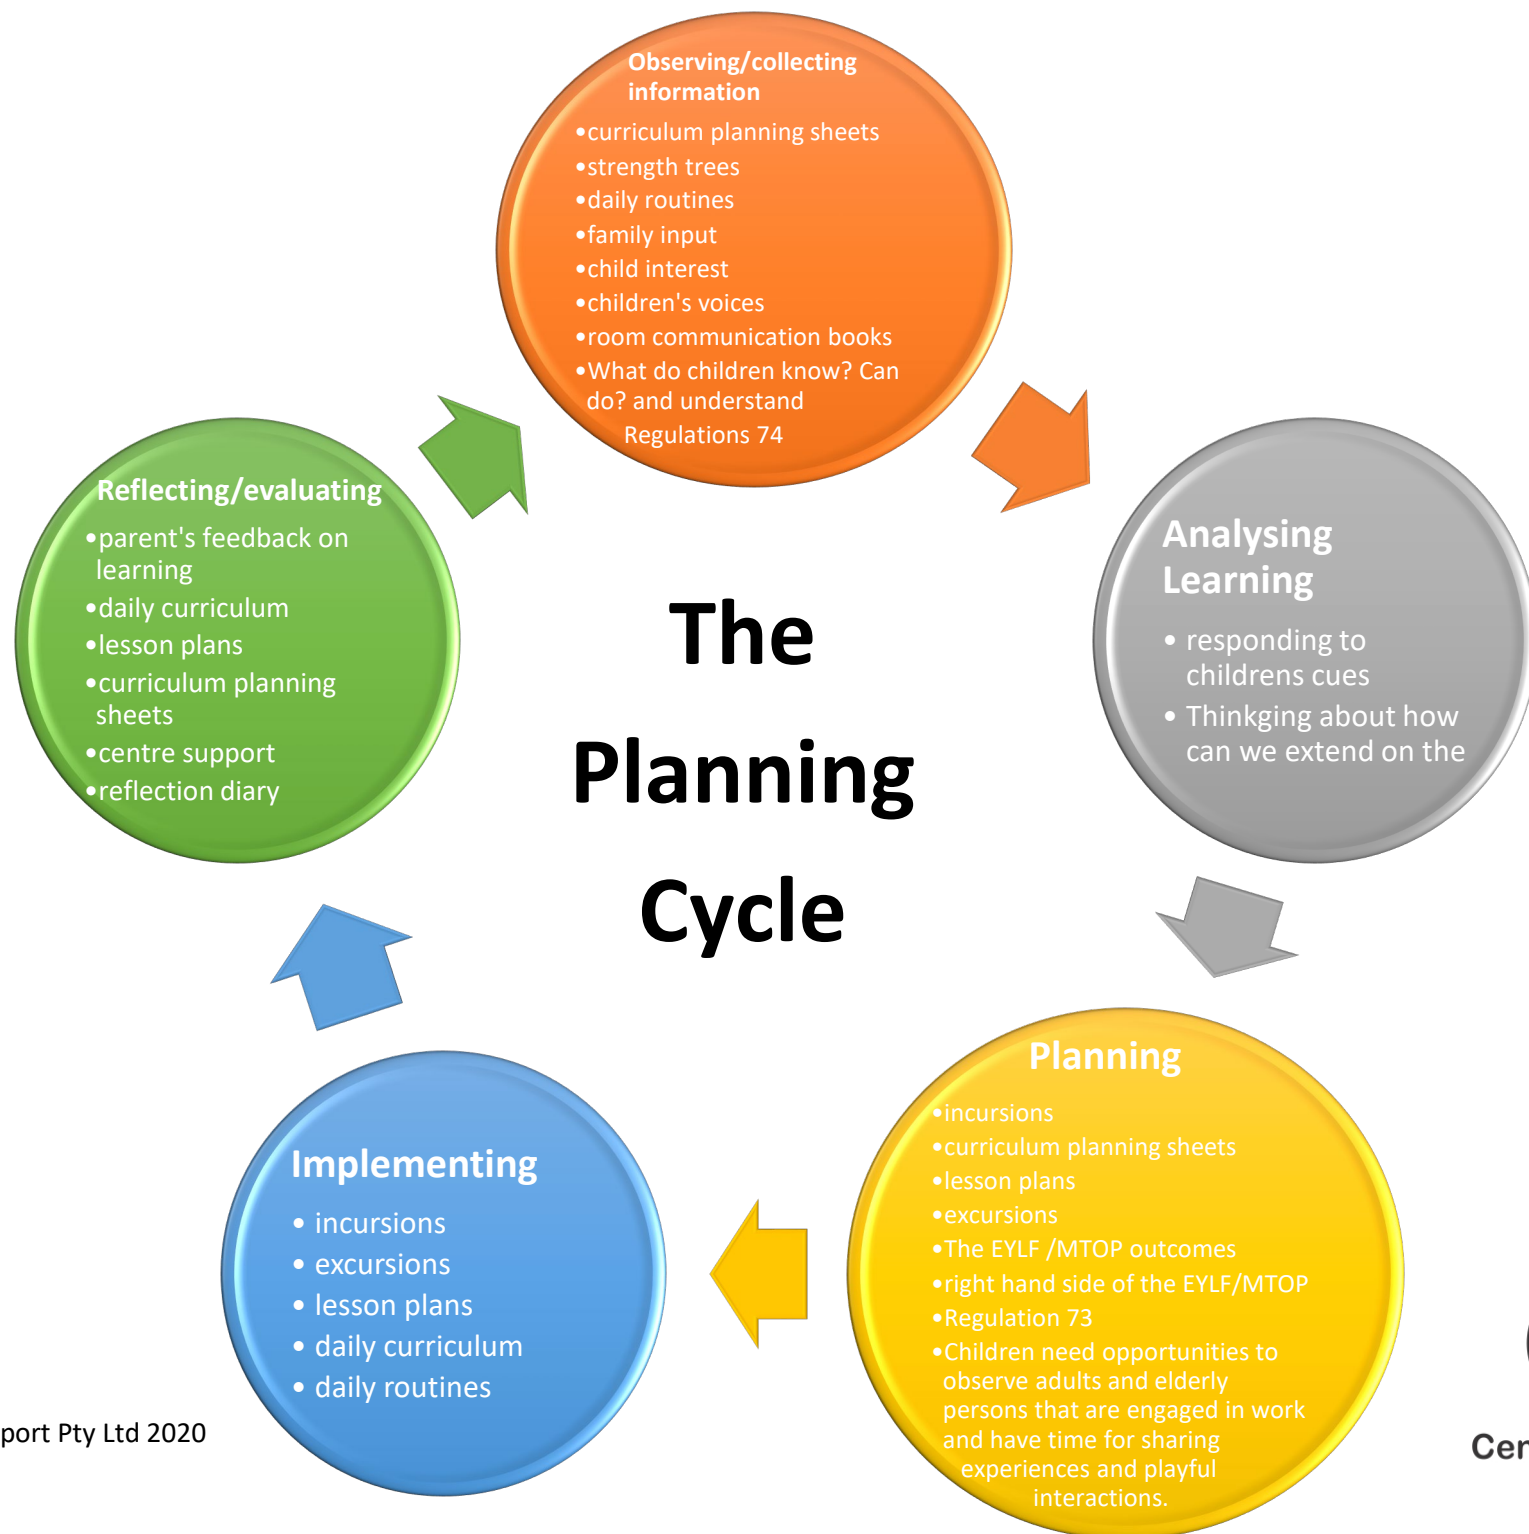 Observing/collecting
information
•curriculum planning sheets
•strength trees
•daily routines
•family input
•child interest
•children's voices
•room communication books
•What do children know? Can
do? and understand
Regulations 74
Analysing
Learning
• responding to
childrens cues
• Thinkging about how
can we extend on the
Planning
•incursions
•curriculum planning sheets
•lesson plans
•excursions
•The EYLF /MTOP outcomes
•right hand side of the EYLF/MTOP
•Regulation 73
•Children need opportunities to
observe adults and elderly
persons that are engaged in work
and have time for sharing
experiences and playful
interactions.
Implementing
• incursions
• excursions
• lesson plans
• daily curriculum
• daily routines
Reflecting/evaluating
•parent's feedback on
learning
•daily curriculum
•lesson plans
•curriculum planning
sheets
•centre support
•reflection diary
The
Planning
Cycle
port Pty Ltd 2020
Cen